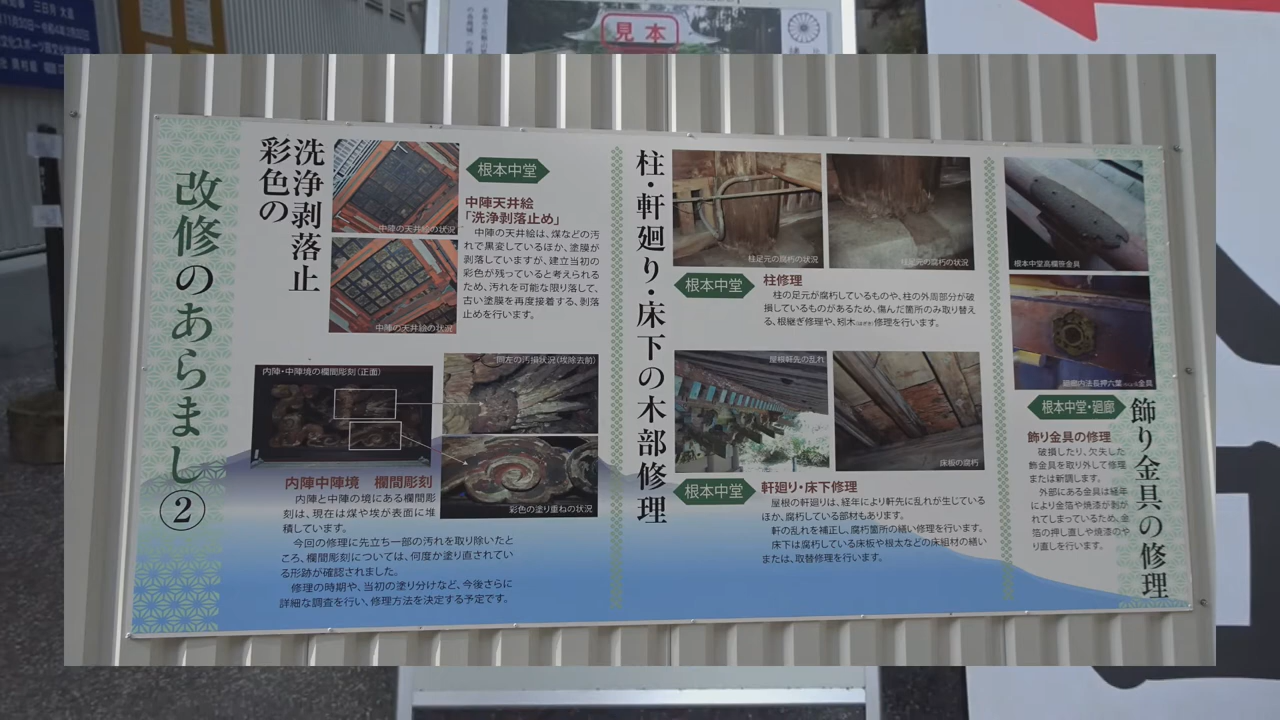 見本
改修のあらまし②
彩色の
洗浄剥落止
中陣天井絵の状況
中陣天井絵の状況
根本中堂
中陣天井絵
「洗浄剥落止め」
中陣の天井絵は、煤などの汚
れで黒変しているほか、塗膜が
剥落していますが、建立当初の
彩色が残っていると考えられる
ため、汚れを可能な限り落して、
古い塗膜を再度接着する、剥落
止めを行います。
内陣・中陣境の欄間彫刻（正面）
同左の汚損状況（埃除去前）
彩色の塗り重ねの状況
内陣中陣境　欄間彫刻
内陣と中陣の境にある欄間彫
刻は、現在は煤や埃が表面に堆
積しています。
今回の修理に先立ち一部の汚れを取り除いたと
ころ、欄間彫刻については、何度か塗り直されてい
る形跡が確認されました。
修理の時期や、当初の塗り分けなど、今後さらに
詳細な調査を行い、修理方法を決定する予定です。
柱・軒廻り・床下の木部修理
柱足元の腐朽の状況
柱足元の腐朽の状況
根本中堂
柱修理
柱の足元が腐朽しているものや、柱の外周部分が破
損しているものがあるため、傷んだ箇所のみ取り替え
る、根継ぎ修理や、矧木（はぎき）修理を行います。
屋根軒先の乱れ
床板の腐朽
根本中堂
軒廻り・床下修理
屋根の軒廻りは、経年により軒先に乱れが生じている
ほか、腐朽している部材もあります。
軒の乱れを補正し、腐朽箇所の繕い修理を行います。
床下は腐朽している床板や根太などの床組材の繕い
または、取替修理を行います。
飾り金具の修理
根本中堂高欄笹金具
廻廊内法長押六葉 金具
根本中堂・廻廊
飾り金具の修理
破損したり、欠失した
飾金具を取り外して修理
または新調します。
外部にある金具は経年
により金箔や焼漆が剥が
れてしまっているため、金
箔の押し直しや焼漆のや
り直しを行います。